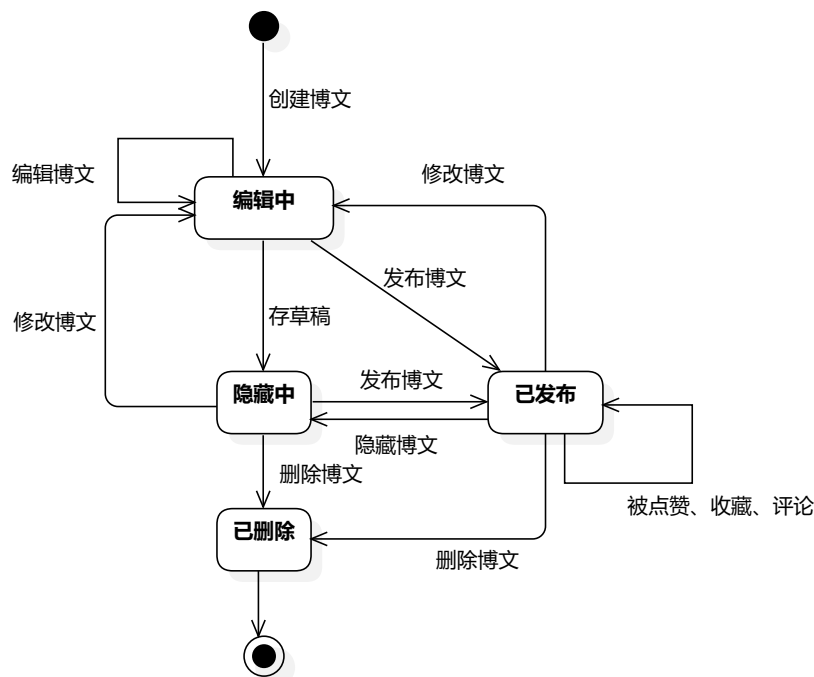 创建博文
编辑博文
修改博文
编辑中
发布博文
存草稿
修改博文
发布博文
隐藏中
已发布
隐藏博文
删除博文
被点赞、收藏、评论
已删除
删除博文